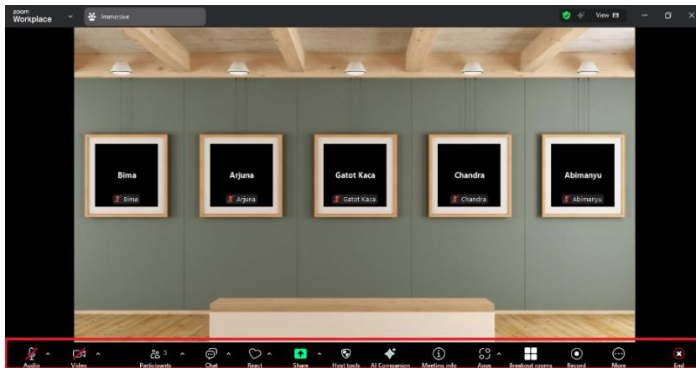 zoom
Workplace
Immersive
View
Bima
Arjuna
Gatot Kaca
Chandra
Abimanyu
Bima
Arjuna
Gatot Kaca
Chandra
Abimanyu
5
Audio
Video
Participants
Chat
React
Share
Host tools
AI Companion
Meeting info
Apps
Breakout rooms
Record
More
End